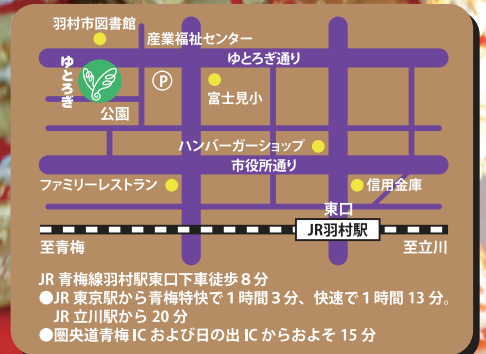 羽村市図書館
産業福祉センター
ゆとろぎ通り
ゆとろぎ
P
富士見小
公園
ハンバーガーショップ
市役所通り
ファミリーレストラン
信用金庫
東口
JR羽村駅
至青梅
至立川
JR 青梅線羽村駅東口下車徒歩８分
●JR 東京駅から青梅特快で１時間３分、快速で１時間 13 分。
JR 立川駅から 20 分
●圏央道青梅 IC および日の出 IC からおよそ 15 分